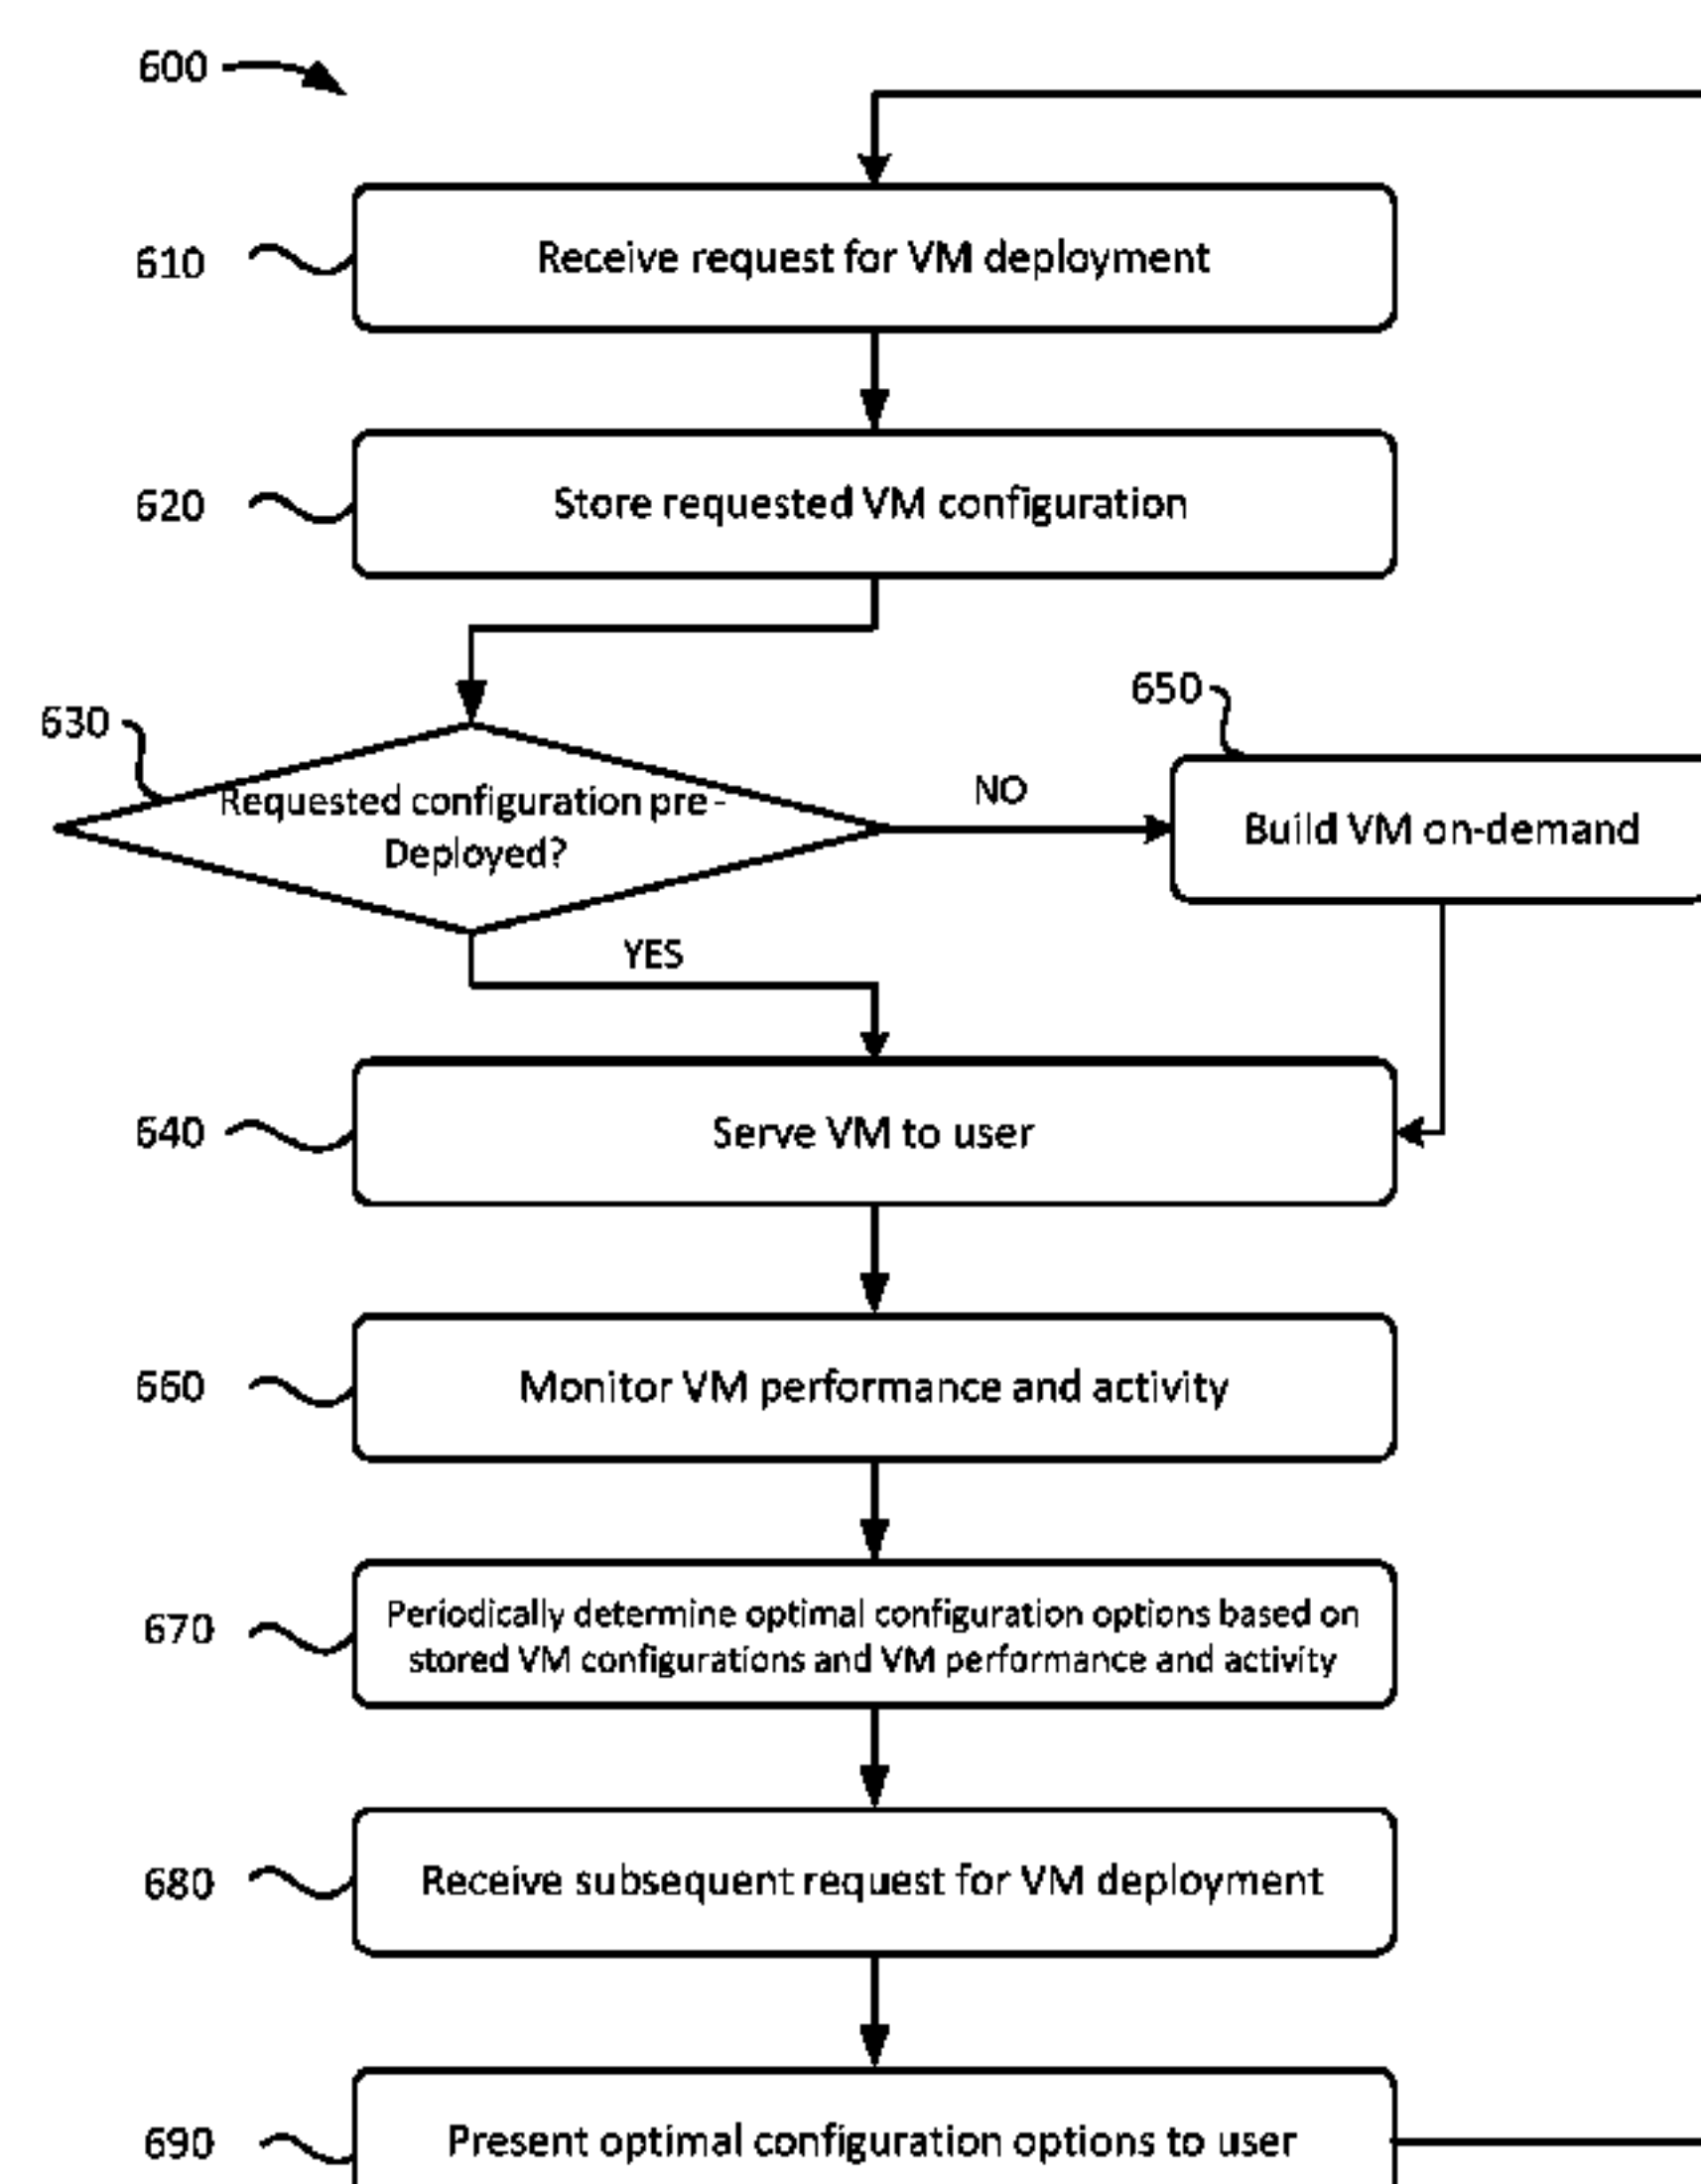 600
610
Receive request for VM deployment
620
Store requested VM configuration
630
Requested configuration pre -
Deployed?
NO
650
Build VM on-demand
YES
640
Serve VM to user
660
Monitor VM performance and activity
670
Periodically determine optimal configuration options based on
stored VM configurations and VM performance and activity
680
Receive subsequent request for VM deployment
690
Present optimal configuration options to user